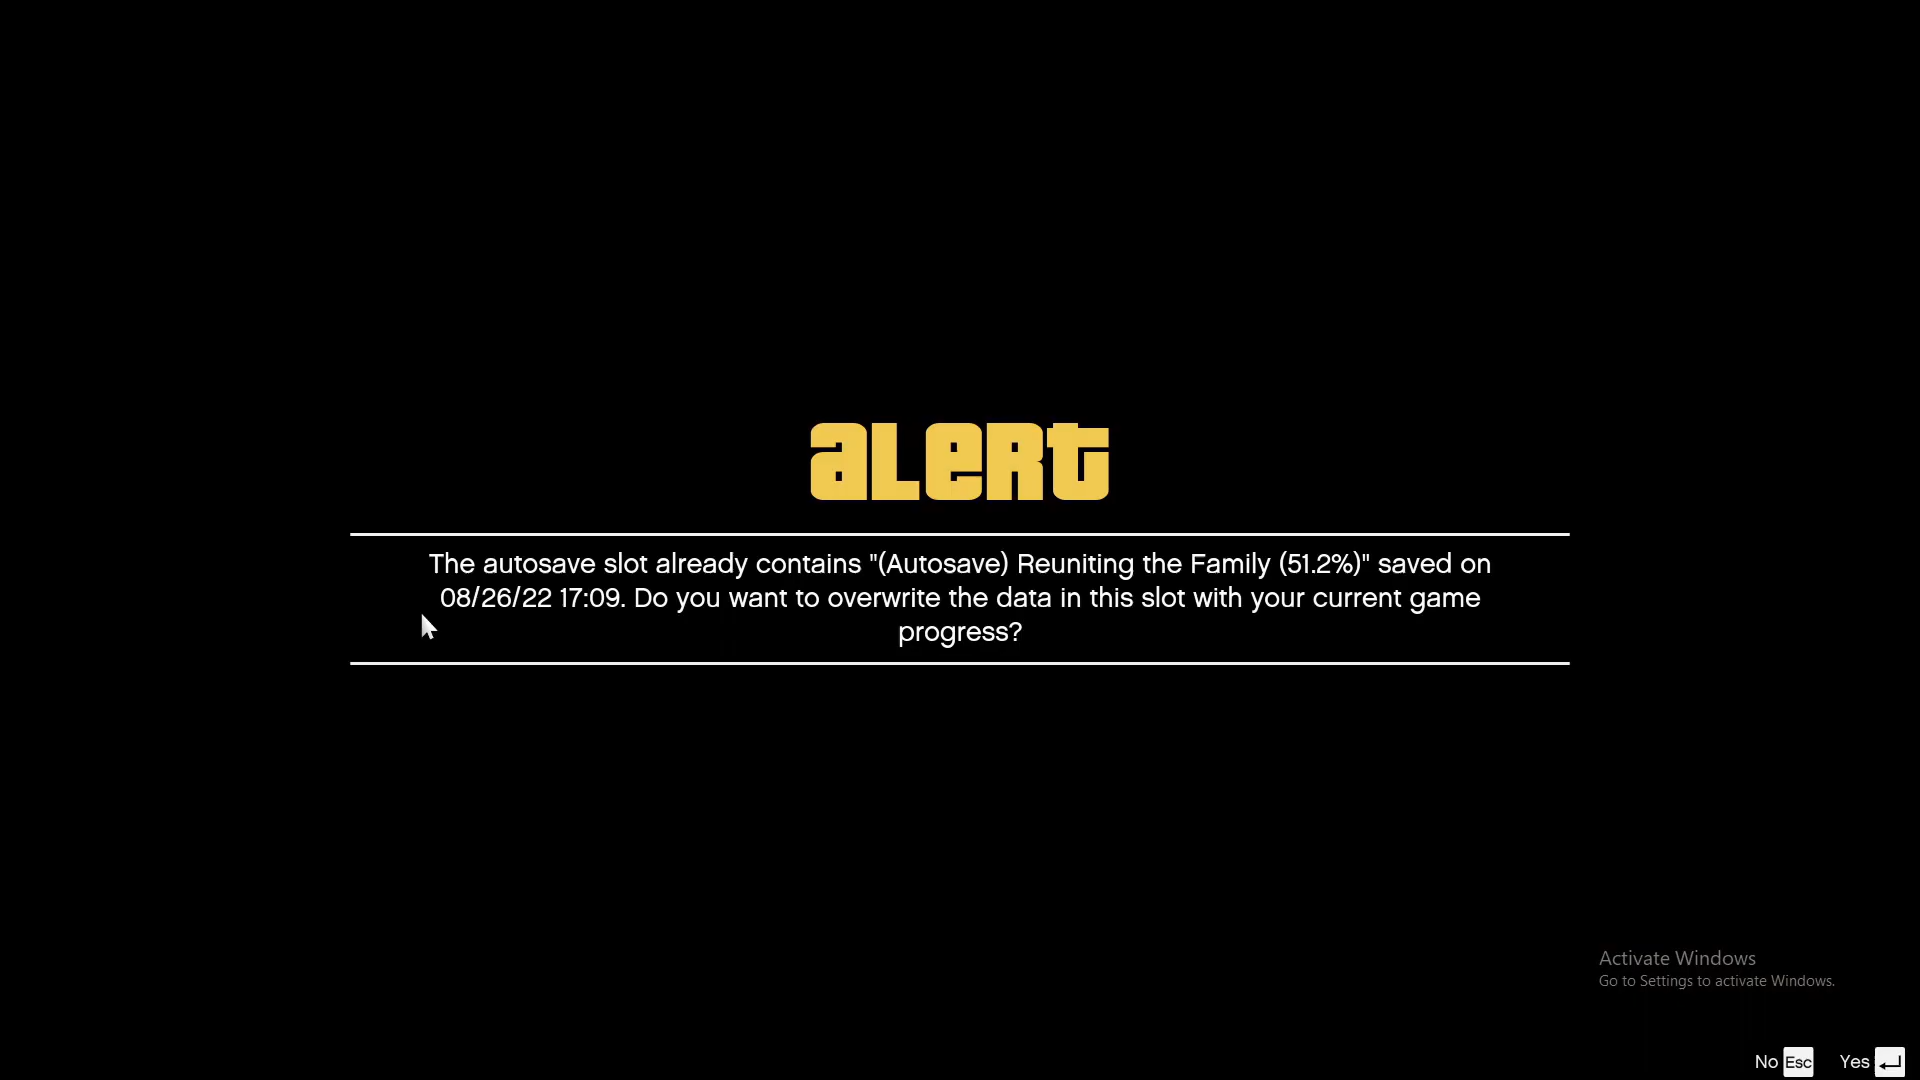 aLeRt
The autosave slot already contains "(Autosave) Reuniting the Family (51.2%)" saved on
08/26/22 17:09. Do you want to overwrite the data in this slot with your current game
progress?
Activate Windows
Go to Settings to activate Windows.
No Esc Yes